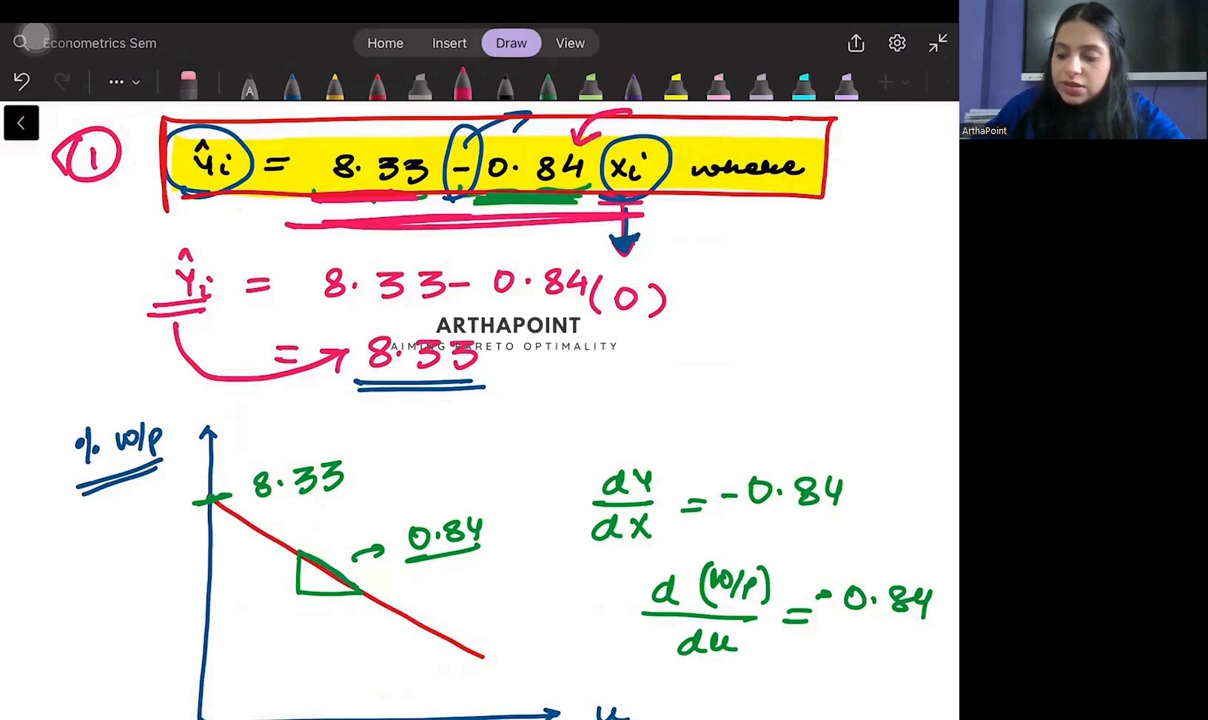 Econometrics Sem
Home Insert Draw View
A
1
Ŷi = 8.33 - 0.84 Xi where
Ŷi = 8.33 - 0.84 (0)
ARTHAPOINT
AIMING PARETO OPTIMALITY
= 8.33
% W/P
8.33
0.84
dY/dX = -0.84
d (W/P)/du = -0.84
u
ArthaPoint